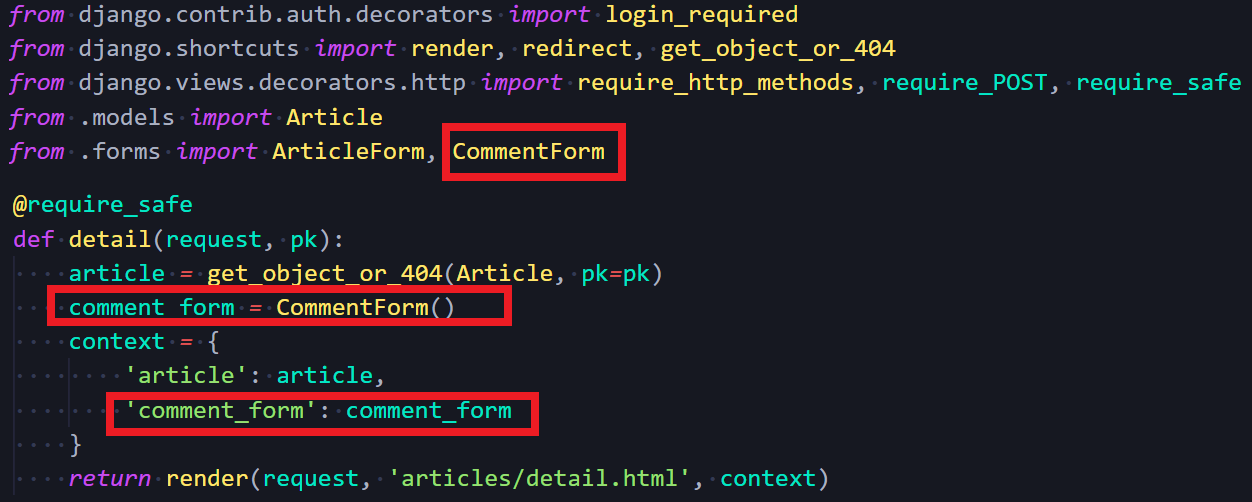 from django.contrib.auth.decorators import login_required
from django.shortcuts import render, redirect, get_object_or_404
from django.views.decorators.http import require_http_methods, require_POST, require_safe
from .models import Article
from .forms import ArticleForm, CommentForm
@require_safe
def detail(request, pk):
    article = get_object_or_404(Article, pk=pk)
    comment_form = CommentForm()
    context = {
        'article': article,
        'comment_form': comment_form
    }
    return render(request, 'articles/detail.html', context)